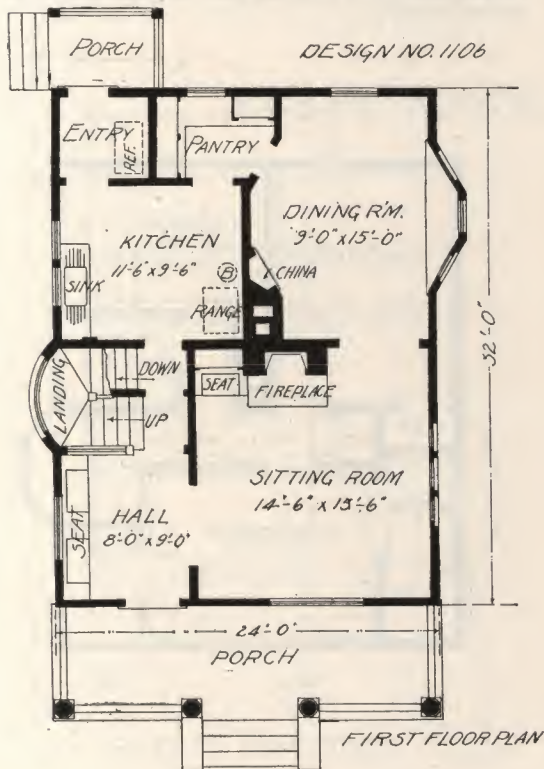 PORCH
DESIGN NO. 1106
ENTRY
REF.
PANTRY
DINING R'M.
9'-0" x 15'-0"
KITCHEN
11'-6" x 9'-6"
SINK
B
CHINA
RANGE
32'-0"
DOWN
LANDING
UP
SEAT
FIREPLACE
SITTING ROOM
14'-6" x 15'-6"
HALL
8'-0" x 9'-0"
SEAT
24'-0"
PORCH
FIRST FLOOR PLAN